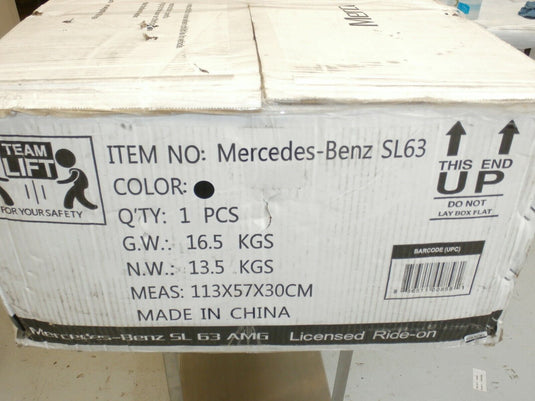 Merc
TEAM
LIFT
FOR YOUR SAFETY
ITEM NO: Mercedes-Benz SL63
COLOR:
Q'TY: 1 PCS
G.W.: 16.5 KGS
N.W.: 13.5 KGS
MEAS: 113X57X30CM
MADE IN CHINA
THIS END
UP
DO NOT
LAY BOX FLAT
BARCODE (UPC)
Mercedes-Benz SL 63 AMG Licensed Ride-on